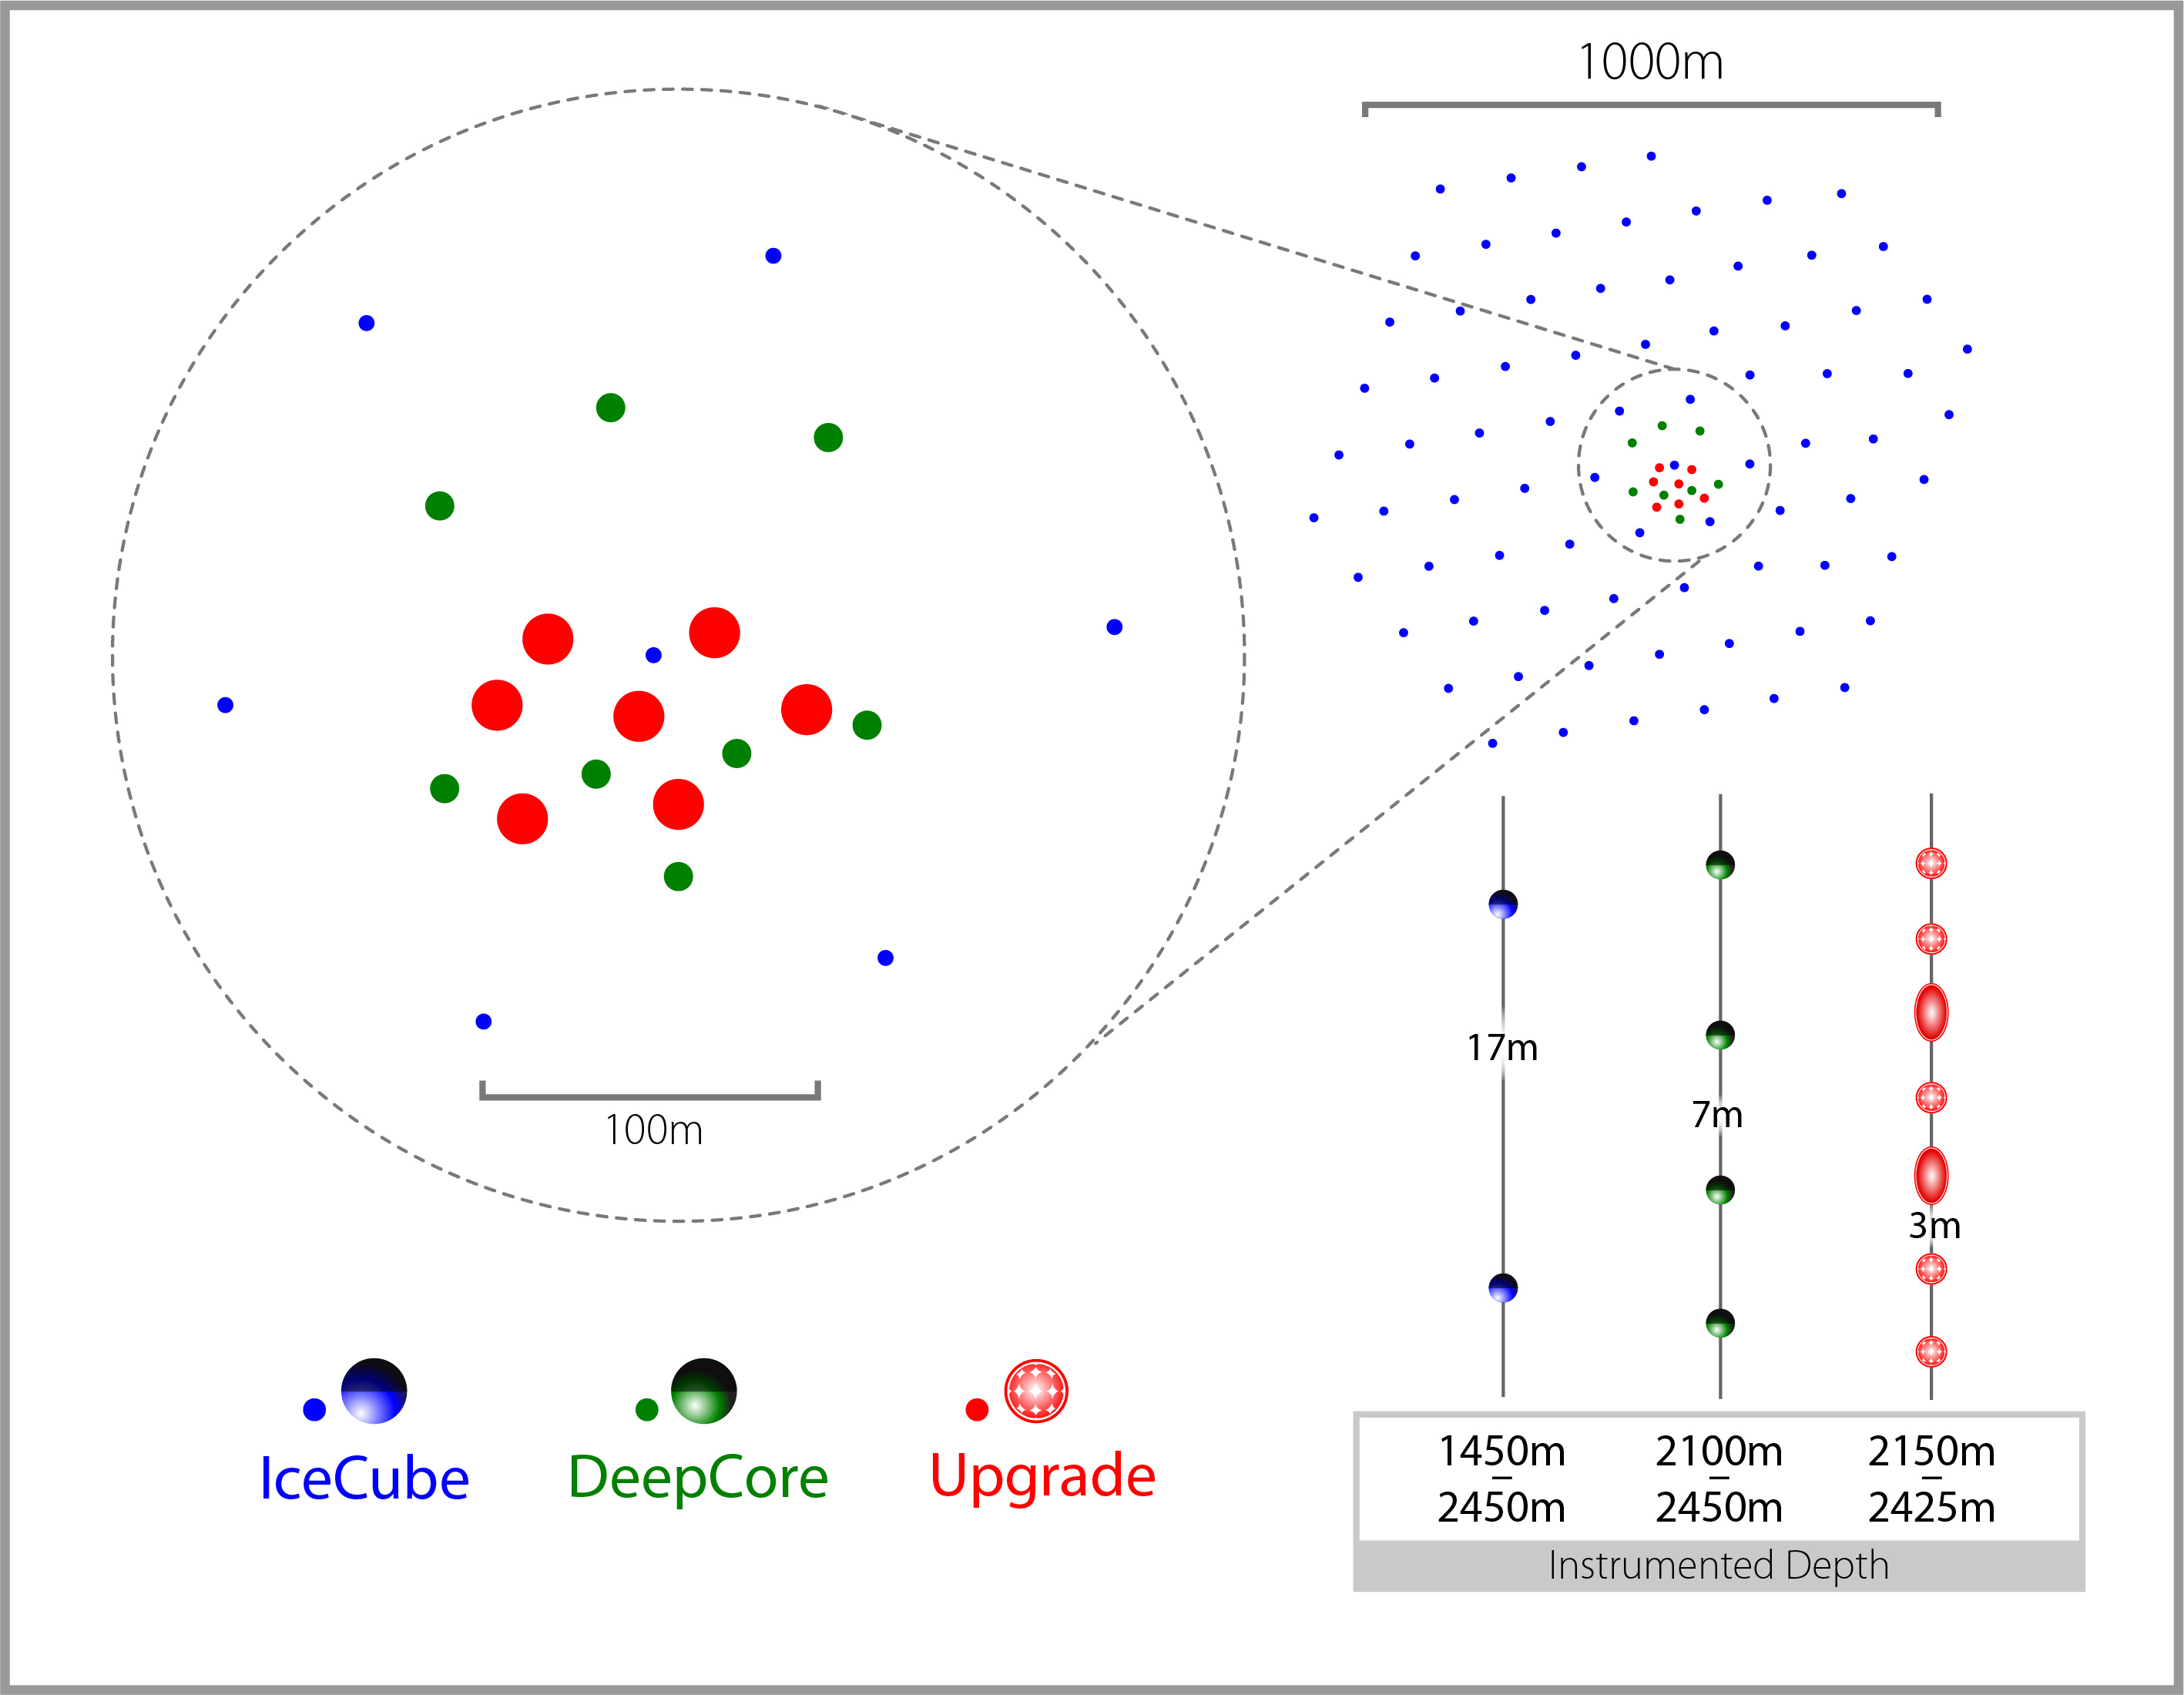 1000m
100m
17m
7m
3m
IceCube
DeepCore
Upgrade
1450m
–
2450m
2100m
–
2450m
2150m
–
2425m
Instrumented Depth